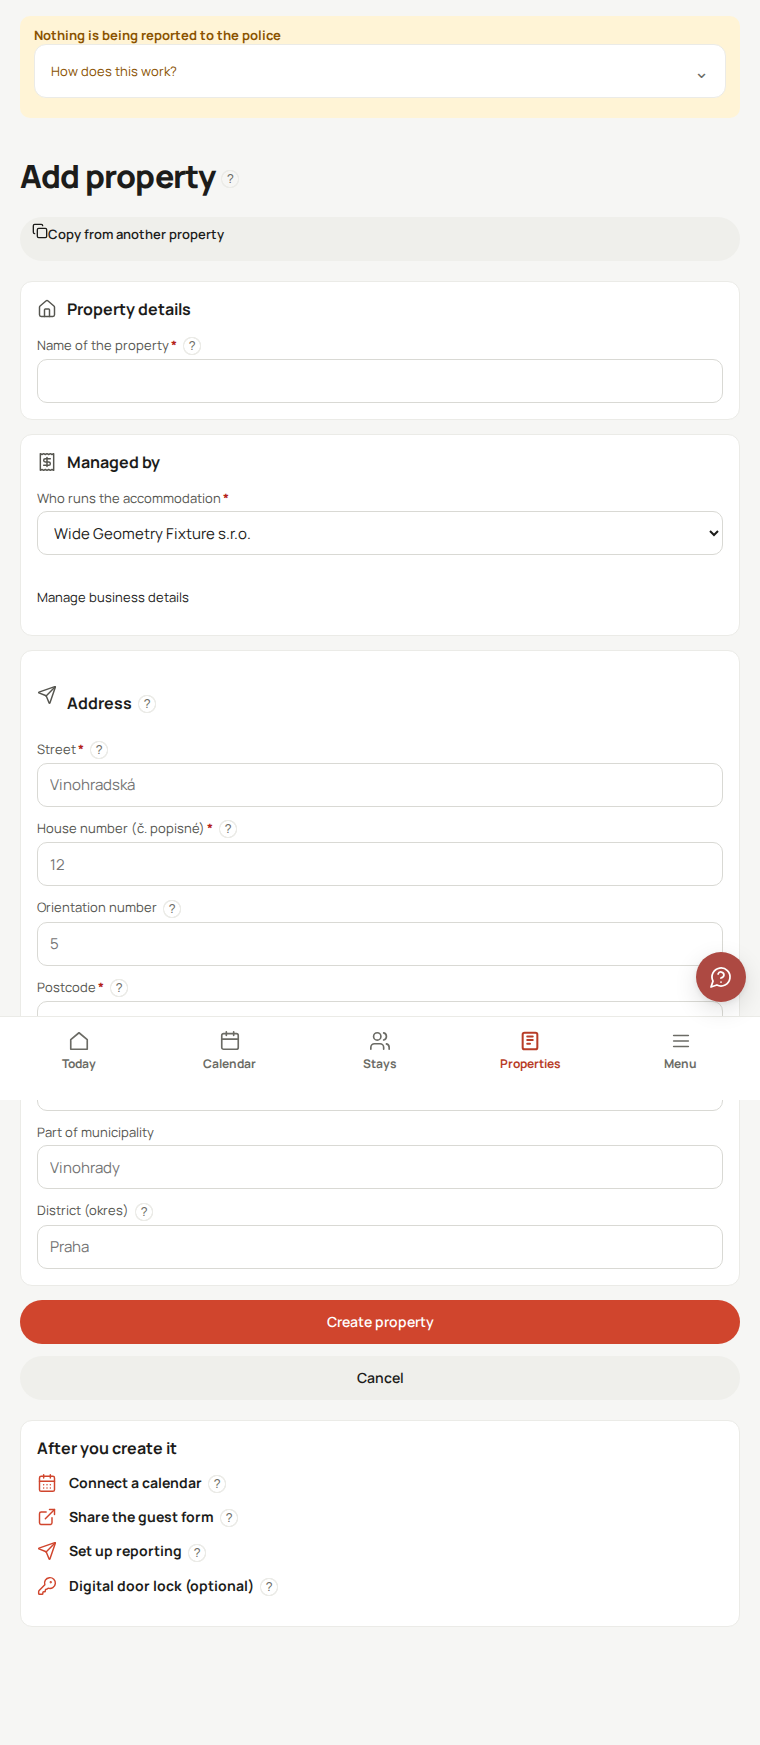 Nothing is being reported to the police
How does this work?
Add property ?
Copy from another property
Property details
Name of the property * ?
Managed by
Who runs the accommodation *
Wide Geometry Fixture s.r.o.
Manage business details
Address ?
Street * ?
Vinohradská
House number (č. popisné) * ?
12
Orientation number ?
5
Postcode * ?
Today
Calendar
Stays
Properties
Menu
Part of municipality
Vinohrady
District (okres) ?
Praha
Create property
Cancel
After you create it
Connect a calendar ?
Share the guest form ?
Set up reporting ?
Digital door lock (optional) ?